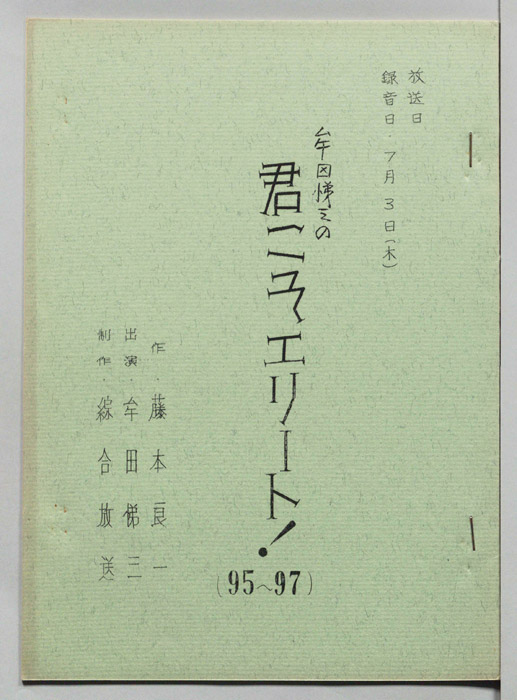 放送日
録音日・7月3日(木)
牟田悌三の
君こそエリート!
(95~97)
作・藤本良一
出演・牟田悌三
制作・綜合放送